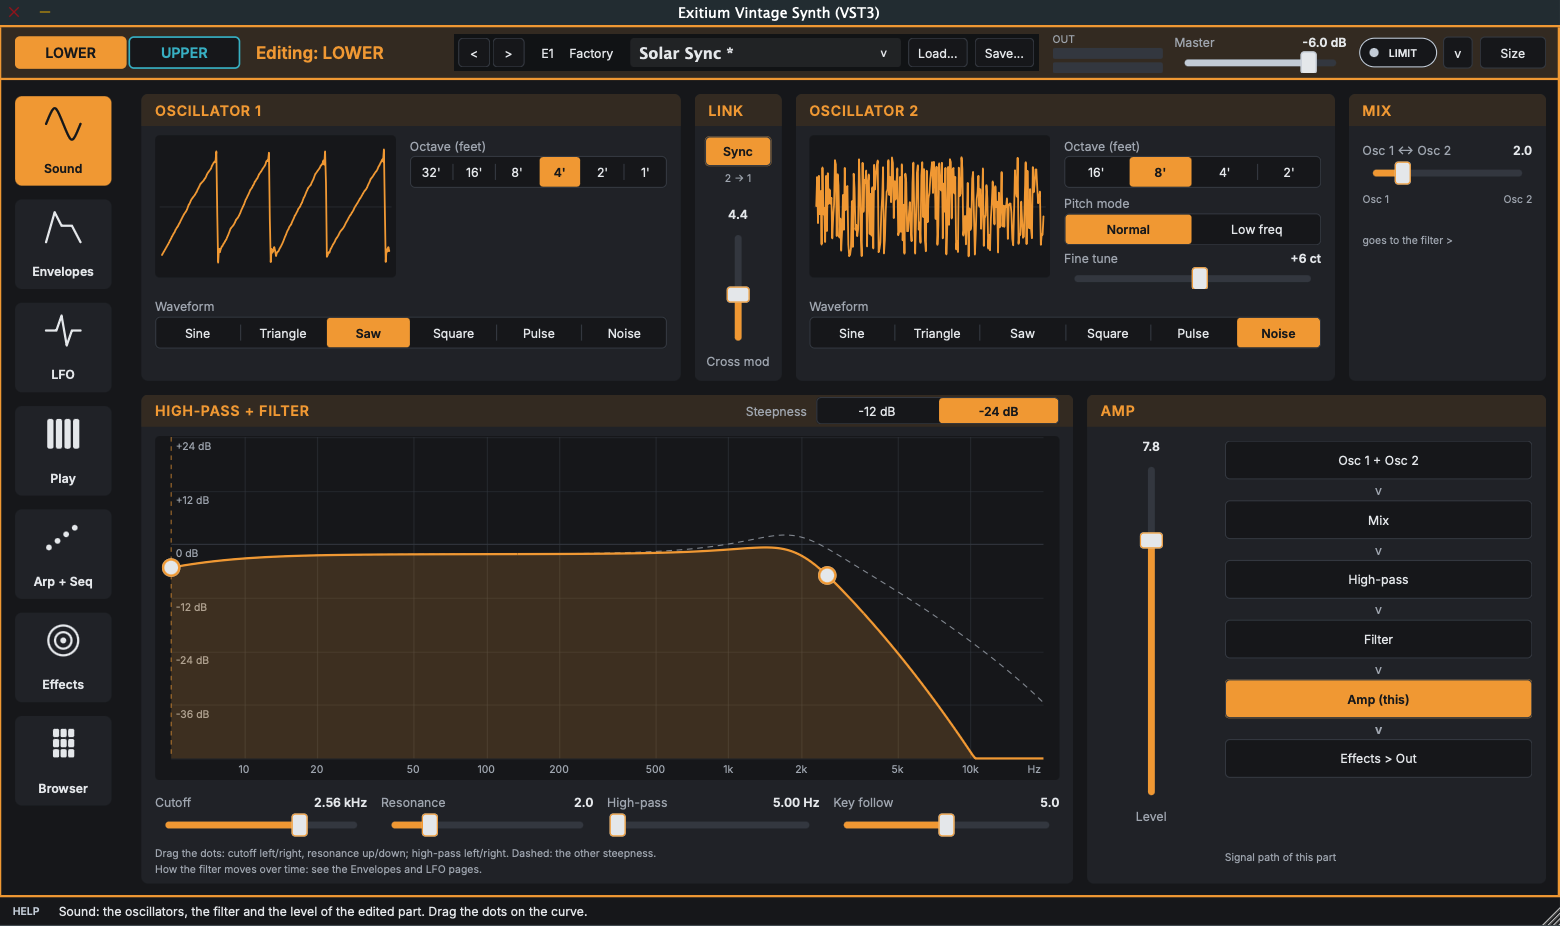 Exitium Vintage Synth (VST3)
LOWER
UPPER
Editing: LOWER
<
>
E1
Factory
Solar Sync *
v
Load...
Save...
OUT
Master
-6.0 dB
LIMIT
v
Size
Sound
Envelopes
LFO
Play
Arp + Seq
Effects
Browser
OSCILLATOR 1
Octave (feet)
32' 16' 8' 4' 2' 1'
Waveform
Sine Triangle Saw Square Pulse Noise
LINK
Sync
2 → 1
4.4
Cross mod
OSCILLATOR 2
Octave (feet)
16' 8' 4' 2'
Pitch mode
Normal Low freq
Fine tune +6 ct
Waveform
Sine Triangle Saw Square Pulse Noise
MIX
Osc 1 ↔ Osc 2 2.0
Osc 1 Osc 2
goes to the filter >
HIGH-PASS + FILTER
Steepness -12 dB -24 dB
+24 dB
+12 dB
0 dB
-12 dB
-24 dB
-36 dB
10 20 50 100 200 500 1k 2k 5k 10k Hz
Cutoff 2.56 kHz
Resonance 2.0
High-pass 5.00 Hz
Key follow 5.0
Drag the dots: cutoff left/right, resonance up/down; high-pass left/right. Dashed: the other steepness.
How the filter moves over time: see the Envelopes and LFO pages.
AMP
7.8
Level
Osc 1 + Osc 2
v
Mix
v
High-pass
v
Filter
v
Amp (this)
v
Effects > Out
Signal path of this part
HELP Sound: the oscillators, the filter and the level of the edited part. Drag the dots on the curve.